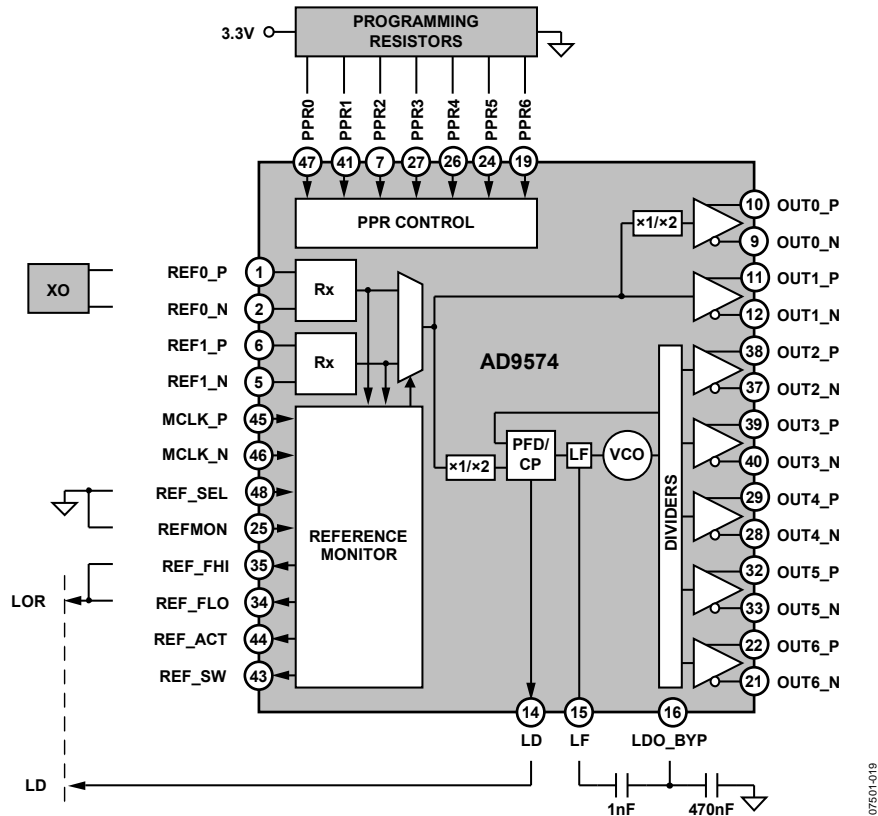 PROGRAMMING
RESISTORS
3.3V
PPR0
PPR1
PPR2
PPR3
PPR4
PPR5
PPR6
47
41
7
27
26
24
19
PPR CONTROL
XO
REF0_P
1
REF0_N
2
REF1_P
6
REF1_N
5
MCLK_P
45
MCLK_N
46
REF_SEL
48
REFMON
25
REF_FHI
35
LOR
REF_FLO
34
REF_ACT
44
REF_SW
43
Rx
Rx
REFERENCE
MONITOR
AD9574
×1/×2
×1/×2
PFD/
CP
LF
VCO
DIVIDERS
10
OUT0_P
9
OUT0_N
11
OUT1_P
12
OUT1_N
38
OUT2_P
37
OUT2_N
39
OUT3_P
40
OUT3_N
29
OUT4_P
28
OUT4_N
32
OUT5_P
33
OUT5_N
22
OUT6_P
21
OUT6_N
14
15
16
LD
LF
LDO_BYP
LD
1nF
470nF
07501-019